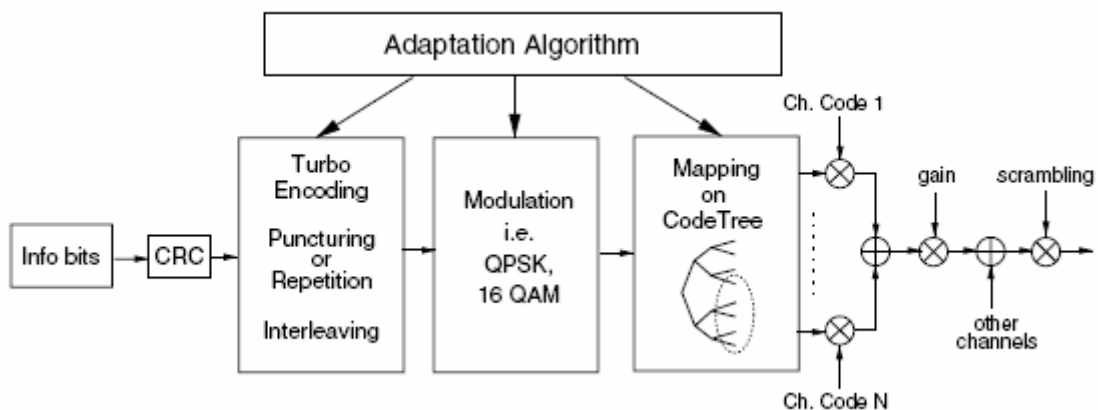 Adaptation Algorithm
Ch. Code 1
Turbo
Encoding
Puncturing
or
Repetition
Interleaving
Modulation
i.e.
QPSK,
16 QAM
Mapping
on
CodeTree
gain
scrambling
Info bits
CRC
other
channels
Ch. Code N